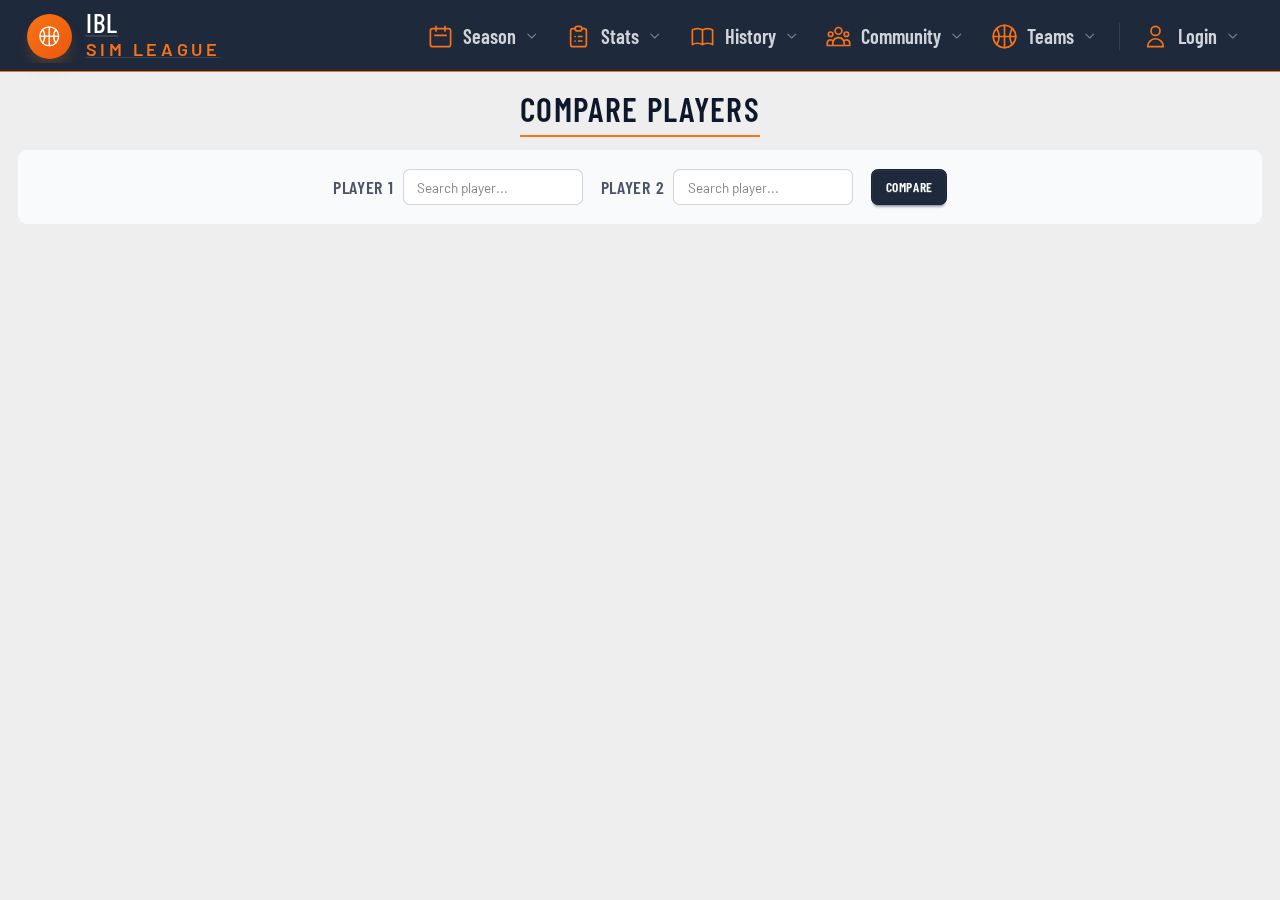 IBL
SIM LEAGUE
Season
Stats
History
Community
Teams
Login
COMPARE PLAYERS
PLAYER 1
Search player...
PLAYER 2
Search player...
COMPARE